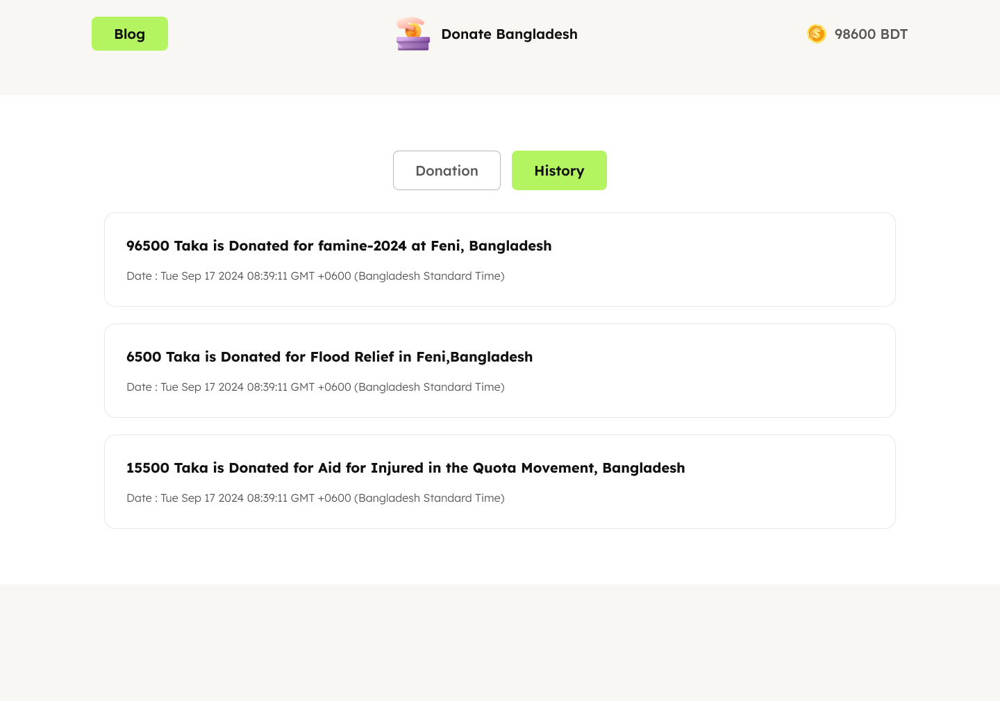 Blog
Donate Bangladesh
98600 BDT
Donation
History
96500 Taka is Donated for famine-2024 at Feni, Bangladesh
Date : Tue Sep 17 2024 08:39:11 GMT +0600 (Bangladesh Standard Time)
6500 Taka is Donated for Flood Relief in Feni,Bangladesh
Date : Tue Sep 17 2024 08:39:11 GMT +0600 (Bangladesh Standard Time)
15500 Taka is Donated for Aid for Injured in the Quota Movement, Bangladesh
Date : Tue Sep 17 2024 08:39:11 GMT +0600 (Bangladesh Standard Time)